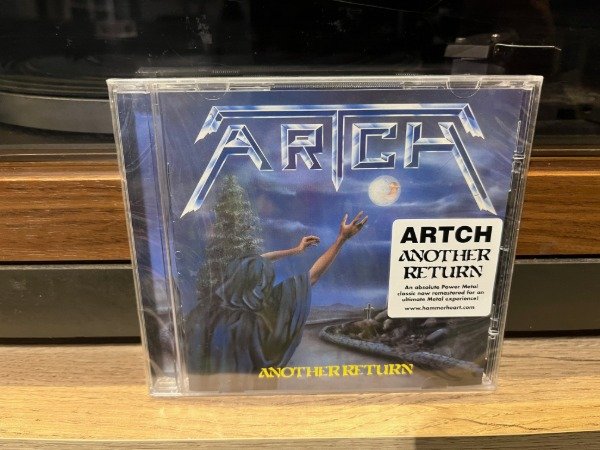 ARTCH
ARTCH
ANOTHER
RETURN
An absolute Power Metal
classic now remastered for an
ultimate Metal experience!
www.hammerheart.com
ANOTHER RETURN